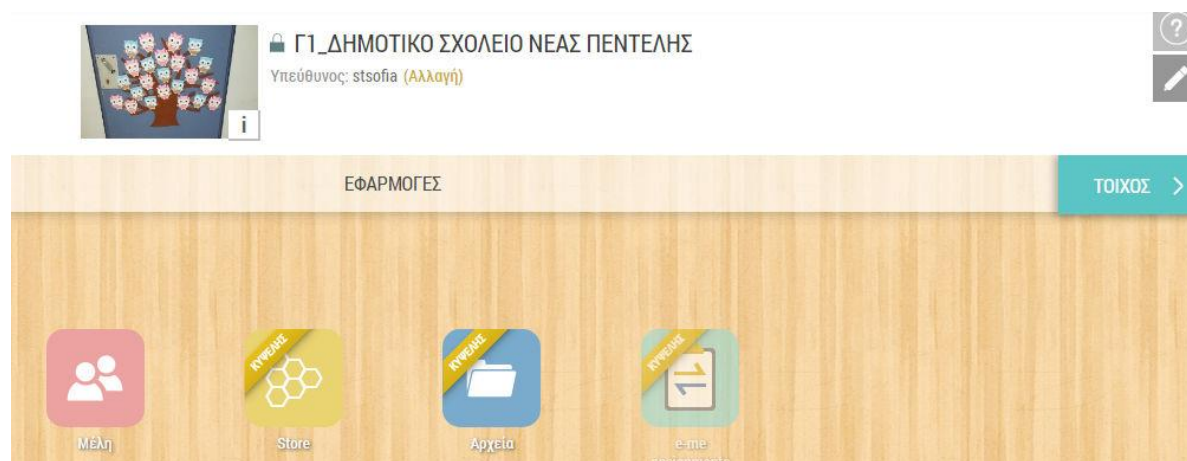 Γ1_ΔΗΜΟΤΙΚΟ ΣΧΟΛΕΙΟ ΝΕΑΣ ΠΕΝΤΕΛΗΣ
Υπεύθυνος: stsofia (Αλλαγή)
i
?
ΕΦΑΡΜΟΓΕΣ
ΤΟΙΧΟΣ >
ΚΥΨΕΛΗΣ
ΚΥΨΕΛΗΣ
ΚΥΨΕΛΗΣ
Μέλη
Store
Αρχεία
e-me